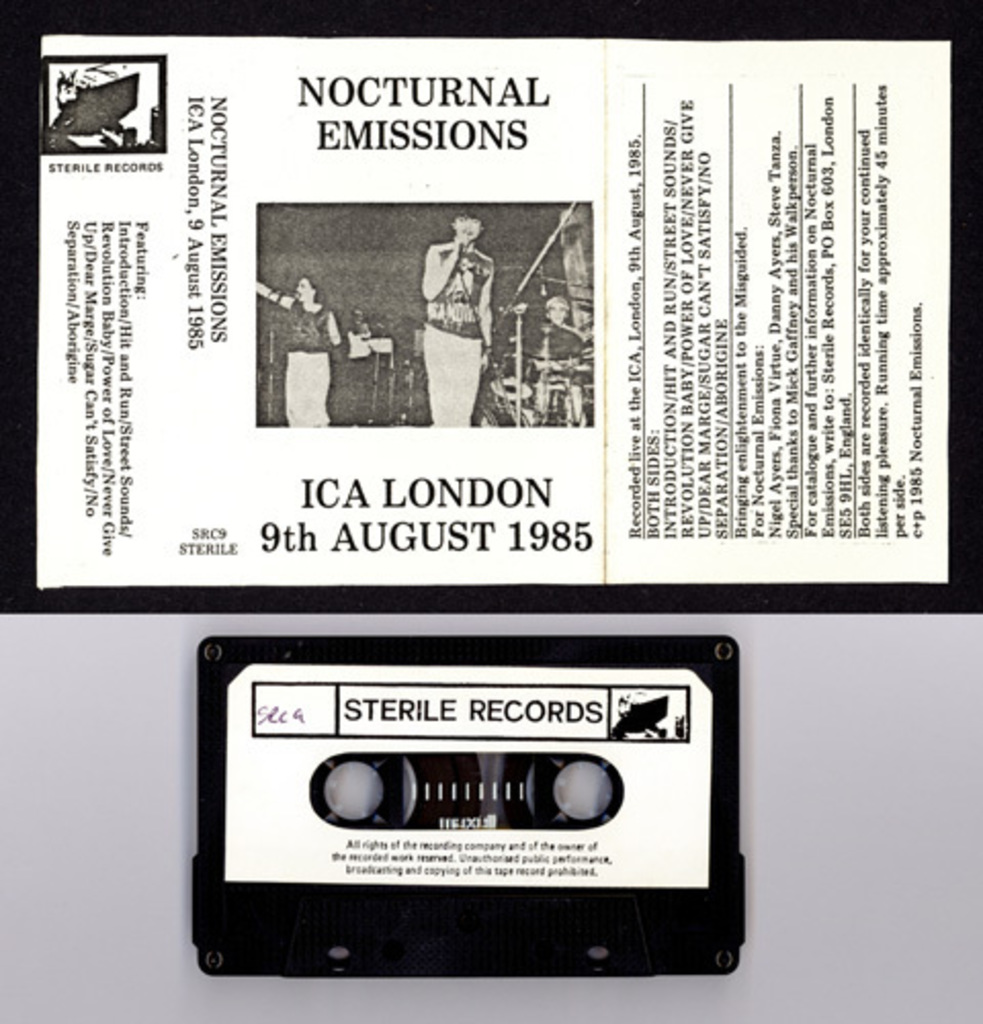 STERILE RECORDS
Featuring:
Introduction/Hit and Run/Street Sounds/
Revolution Baby/Power of Love/Never Give
Up/Dear Marge/Sugar Can't Satisfy/No
Separation/Aborigine
NOCTURNAL EMISSIONS
ICA London, 9 August 1985
SRC9
STERILE
NOCTURNAL
EMISSIONS
ICA LONDON
9th AUGUST 1985
Recorded live at the ICA, London, 9th August, 1985.
BOTH SIDES:
INTRODUCTION/HIT AND RUN/STREET SOUNDS/
REVOLUTION BABY/POWER OF LOVE/NEVER GIVE
UP/DEAR MARGE/SUGAR CAN'T SATISFY/NO
SEPARATION/ABORIGINE
Bringing enlightenment to the Misguided.
For Nocturnal Emissions:
Nigel Ayers, Fiona Virtue, Danny Ayers, Steve Tanza.
Special thanks to Mick Gaffney and his Walkperson.
For catalogue and further information on Nocturnal
Emissions, write to: Sterile Records, PO Box 603, London
SE5 9HL, England.
Both sides are recorded identically for your continued
listening pleasure. Running time approximately 45 minutes
per side.
c+p 1985 Nocturnal Emissions.
SRC 9
STERILE RECORDS
maxell
All rights of the recording company and of the owner of
the recorded work reserved. Unauthorised public performance,
broadcasting and copying of this tape record prohibited.